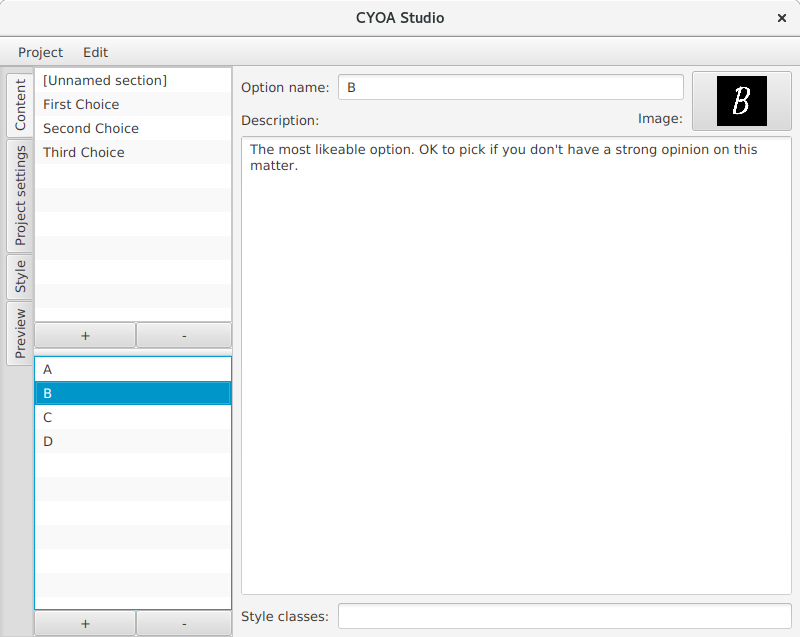 CYOA Studio
×
Project Edit
Content
Project settings
Style
Preview
[Unnamed section]
First Choice
Second Choice
Third Choice
+ -
A
B
C
D
+ -
Option name: B
Description:
Image: B
The most likeable option. OK to pick if you don't have a strong opinion on this
matter.
Style classes: